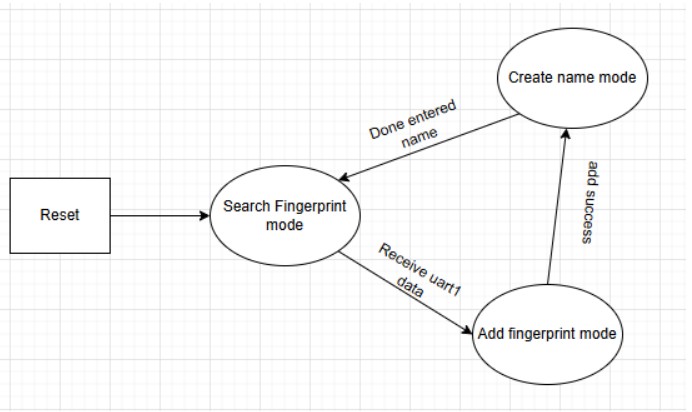 Create name mode
Done entered
name
Reset
Search Fingerprint
mode
add success
Receive uart1
data
Add fingerprint mode